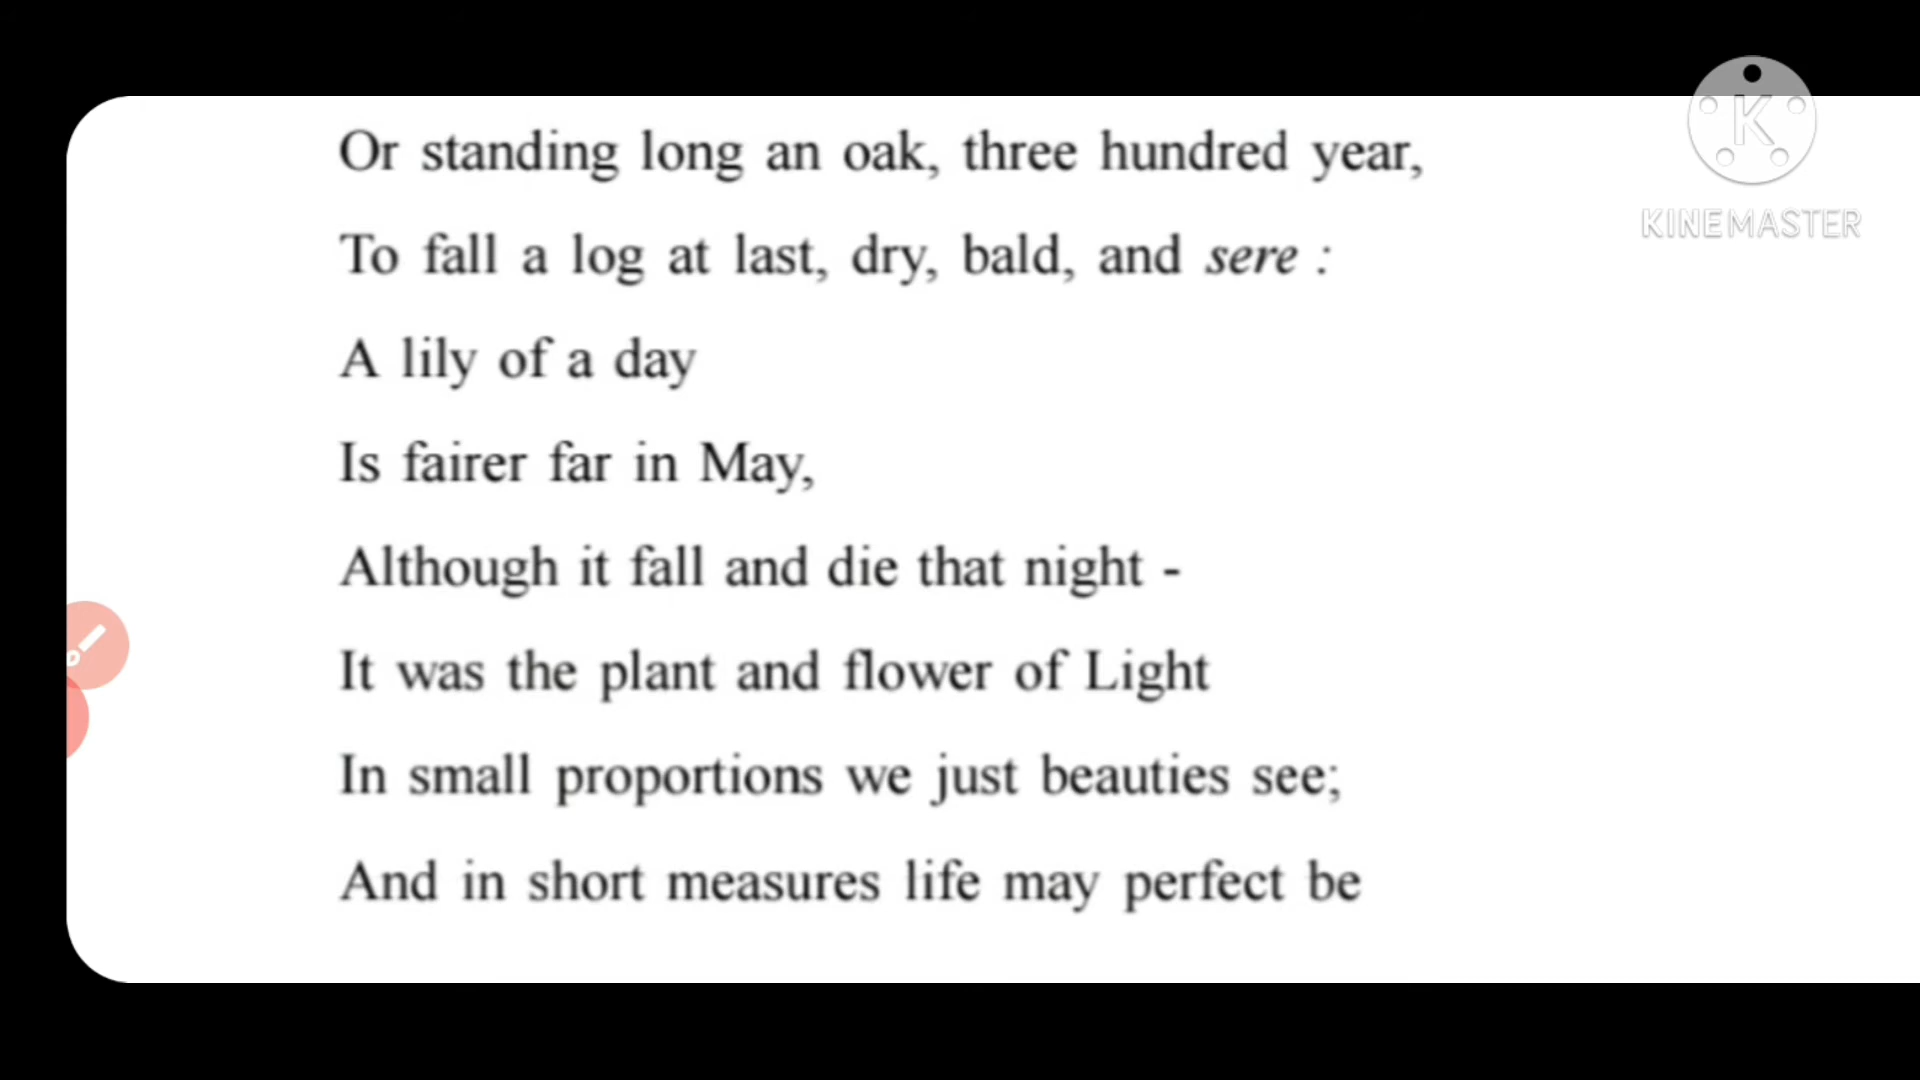 Or standing long an oak, three hundred year,
To fall a log at last, dry, bald, and sere :
A lily of a day
Is fairer far in May,
Although it fall and die that night -
It was the plant and flower of Light
In small proportions we just beauties see;
And in short measures life may perfect be
K
KINEMASTER